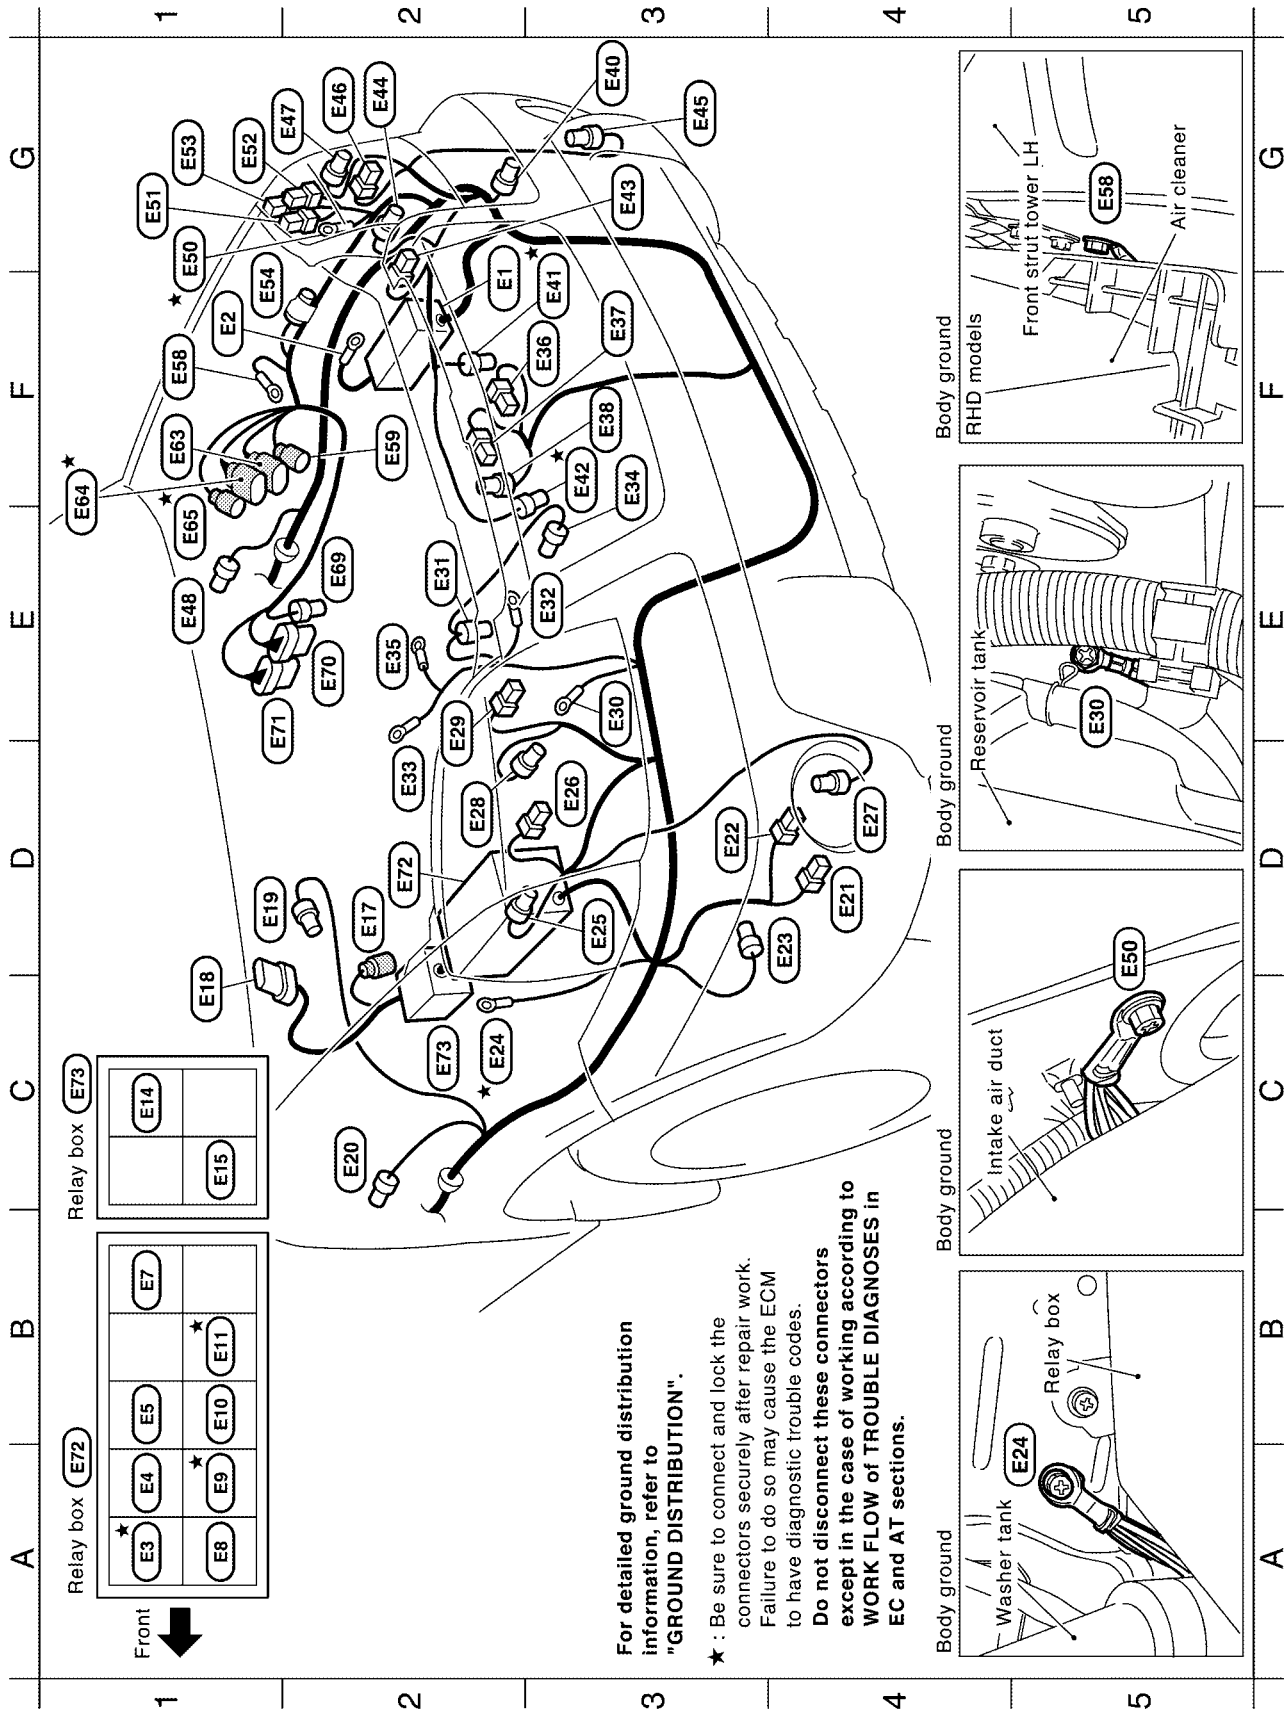 A B C D E F G
1
2
3
4
5
Relay box E72
Front
★ E3 E4 E5 E7
E8 ★ E9 E10 ★ E11
Relay box E73
E14
E15
E18
E19
E17
E72
E20
E73
★ E24
E25
E23
E21
E22
E27
E26
E28
E29
E30
E33
E35
E31
E32
E34
E71
E70
E69
E48
E65 ★
E64 ★
E63
E59
E58
E2
E54
★ E50
E51
E53
E52
E47
E46
E44
E40
E45
E43
E1
E41 ★
E37
E36
E38
E42 ★
For detailed ground distribution
information, refer to
"GROUND DISTRIBUTION".
★ : Be sure to connect and lock the
connectors securely after repair work.
Failure to do so may cause the ECM
to have diagnostic trouble codes.
Do not disconnect these connectors
except in the case of working according to
WORK FLOW of TROUBLE DIAGNOSES in
EC and AT sections.
Body ground
Washer tank
E24
Relay box
Body ground
Intake air duct
E50
Body ground
Reservoir tank
E30
Body ground
RHD models
Front strut tower LH
E58
Air cleaner
1
2
3
4
5
A B C D E F G